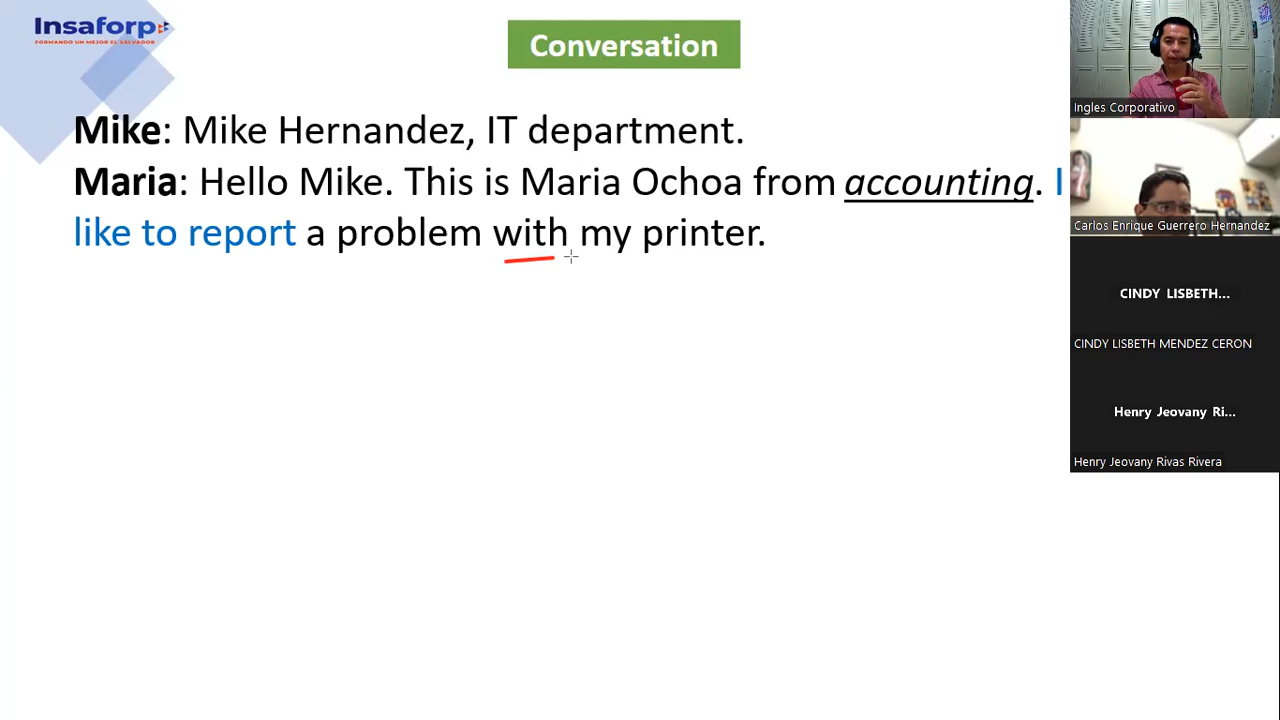 Insaforp
FORMANDO UN MEJOR EL SALVADOR
Conversation
Mike: Mike Hernandez, IT department.
Maria: Hello Mike. This is Maria Ochoa from accounting. I
like to report a problem with my printer.
Ingles Corporativo
Carlos Enrique Guerrero Hernandez
CINDY LISBETH...
CINDY LISBETH MENDEZ CERON
Henry Jeovany Ri...
Henry Jeovany Rivas Rivera